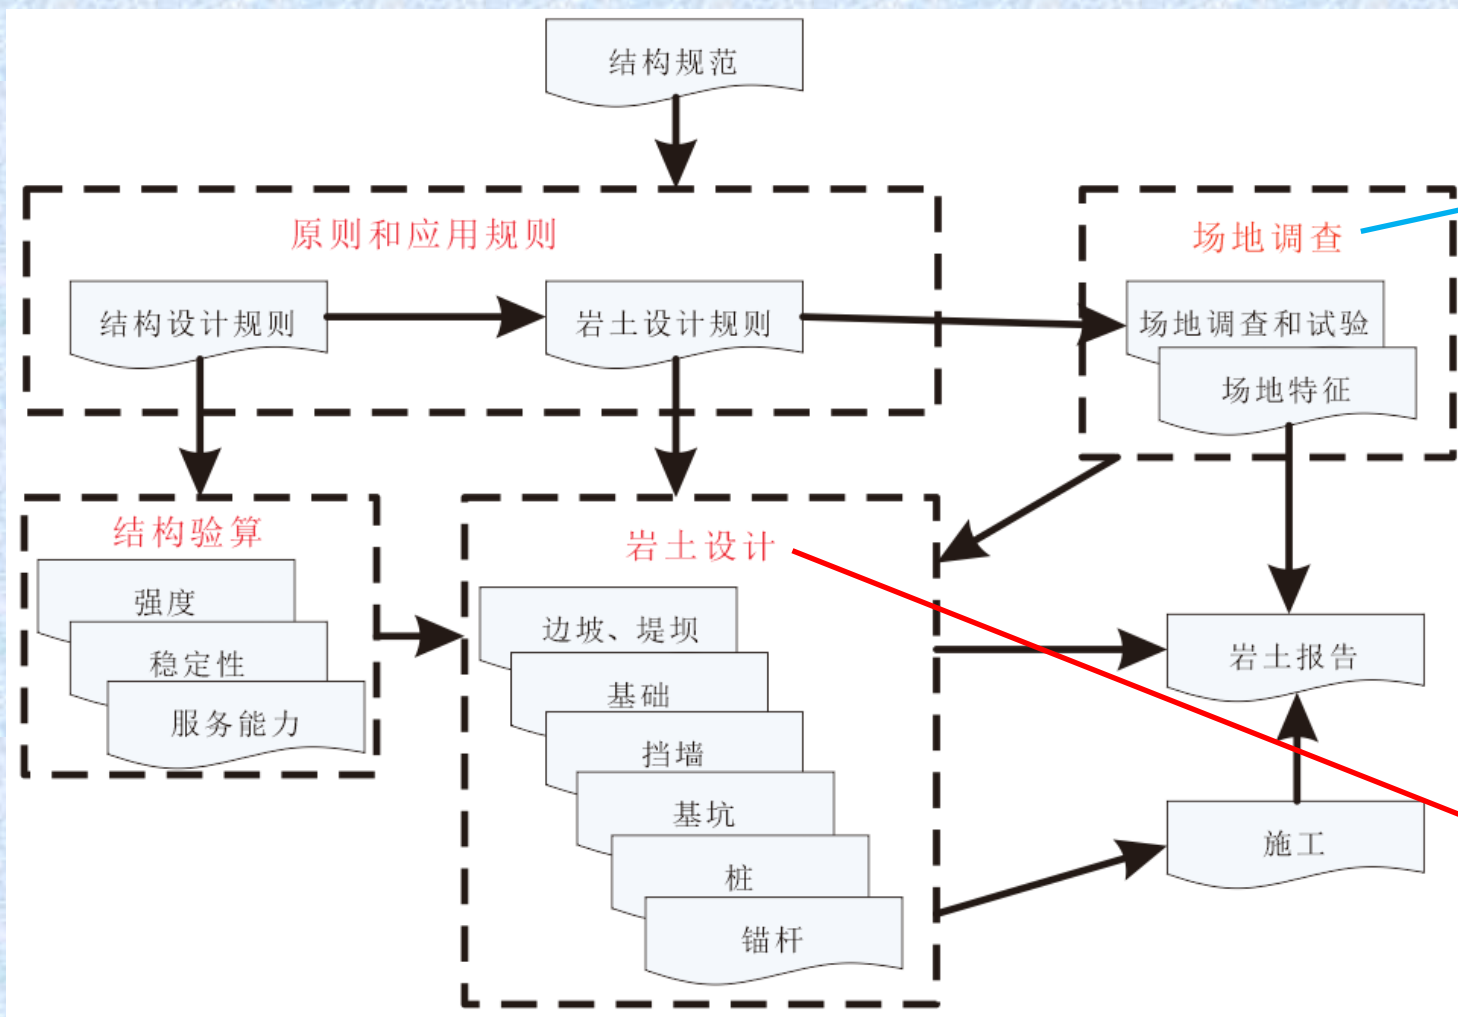 结构规范
原则和应用规则
场地调查
结构设计规则
岩土设计规则
场地调查和试验
场地特征
结构验算
强度
稳定性
服务能力
岩土设计
边坡、堤坝
基础
挡墙
基坑
桩
锚杆
岩土报告
施工